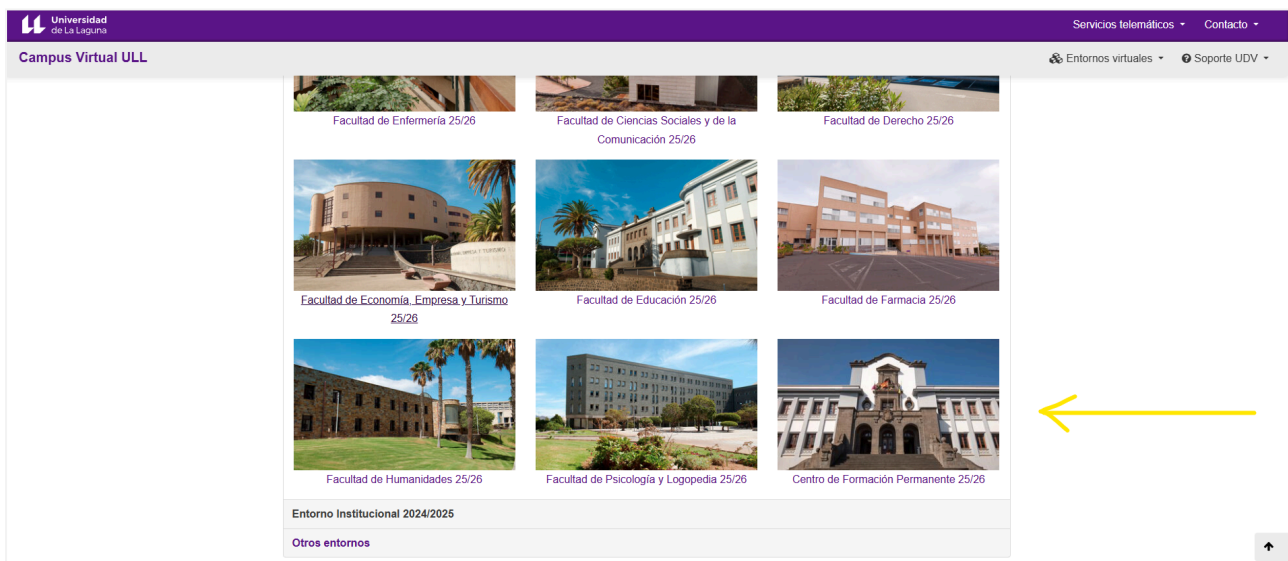 Universidad
de La Laguna
Servicios telemáticos
Contacto
Campus Virtual ULL
Entornos virtuales
Soporte UDV
Facultad de Enfermería 25/26
Facultad de Ciencias Sociales y de la
Comunicación 25/26
Facultad de Derecho 25/26
Facultad de Economía, Empresa y Turismo
25/26
Facultad de Educación 25/26
Facultad de Farmacia 25/26
Facultad de Humanidades 25/26
Facultad de Psicología y Logopedia 25/26
Centro de Formación Permanente 25/26
Entorno Institucional 2024/2025
Otros entornos